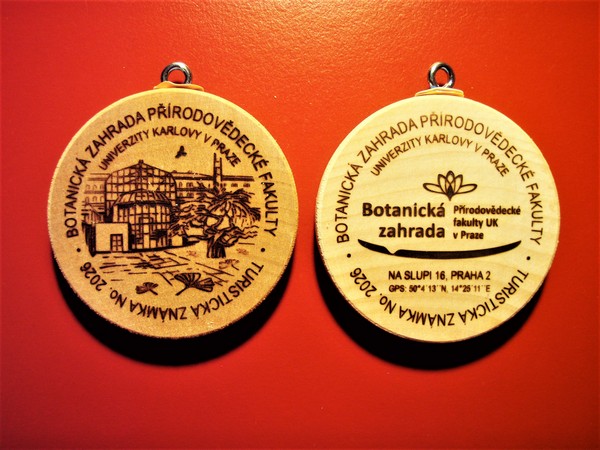 BOTANICKÁ ZAHRADA PŘÍRODOVĚDECKÉ FAKULTY
UNIVERZITY KARLOVY V PRAZE
• TURISTICKÁ ZNÁMKA No. 2026 •
BOTANICKÁ ZAHRADA PŘÍRODOVĚDECKÉ FAKULTY
UNIVERZITY KARLOVY V PRAZE
Botanická zahrada
Přírodovědecké
fakulty UK
v Praze
NA SLUPI 16, PRAHA 2
GPS: 50°4´13´´N, 14°25´11´´E
• TURISTICKÁ ZNÁMKA No. 2026 •